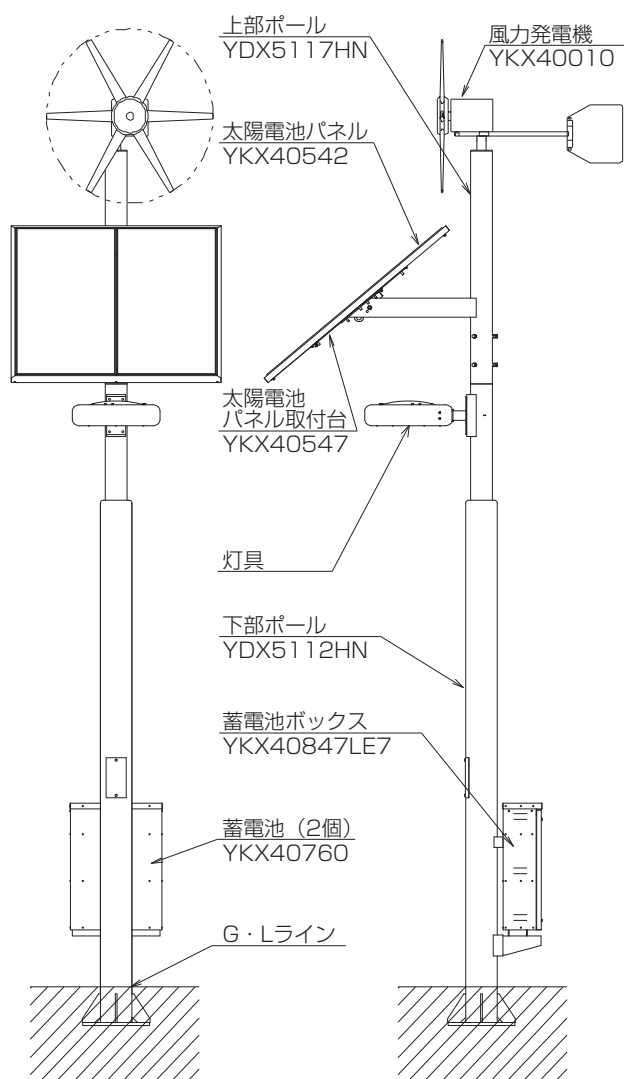 上部ポール
YDX5117HN
風力発電機
YKX40010
太陽電池パネル
YKX40542
太陽電池
パネル取付台
YKX40547
灯具
下部ポール
YDX5112HN
蓄電池ボックス
YKX40847LE7
蓄電池（2個）
YKX40760
G・Lライン